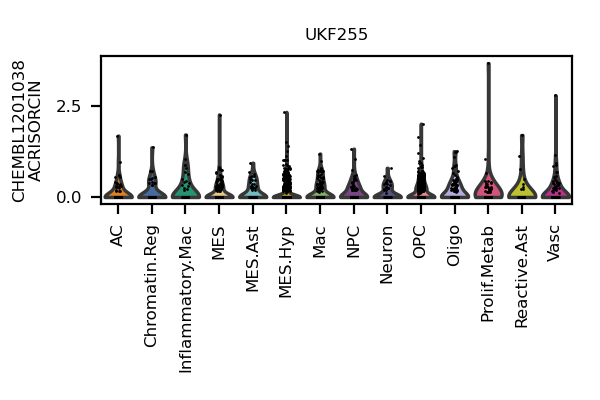 UKF255
CHEMBL1201038
ACRISORCIN
2.5
0.0
AC
Chromatin.Reg
Inflammatory.Mac
MES
MES.Ast
MES.Hyp
Mac
NPC
Neuron
OPC
Oligo
Prolif.Metab
Reactive.Ast
Vasc